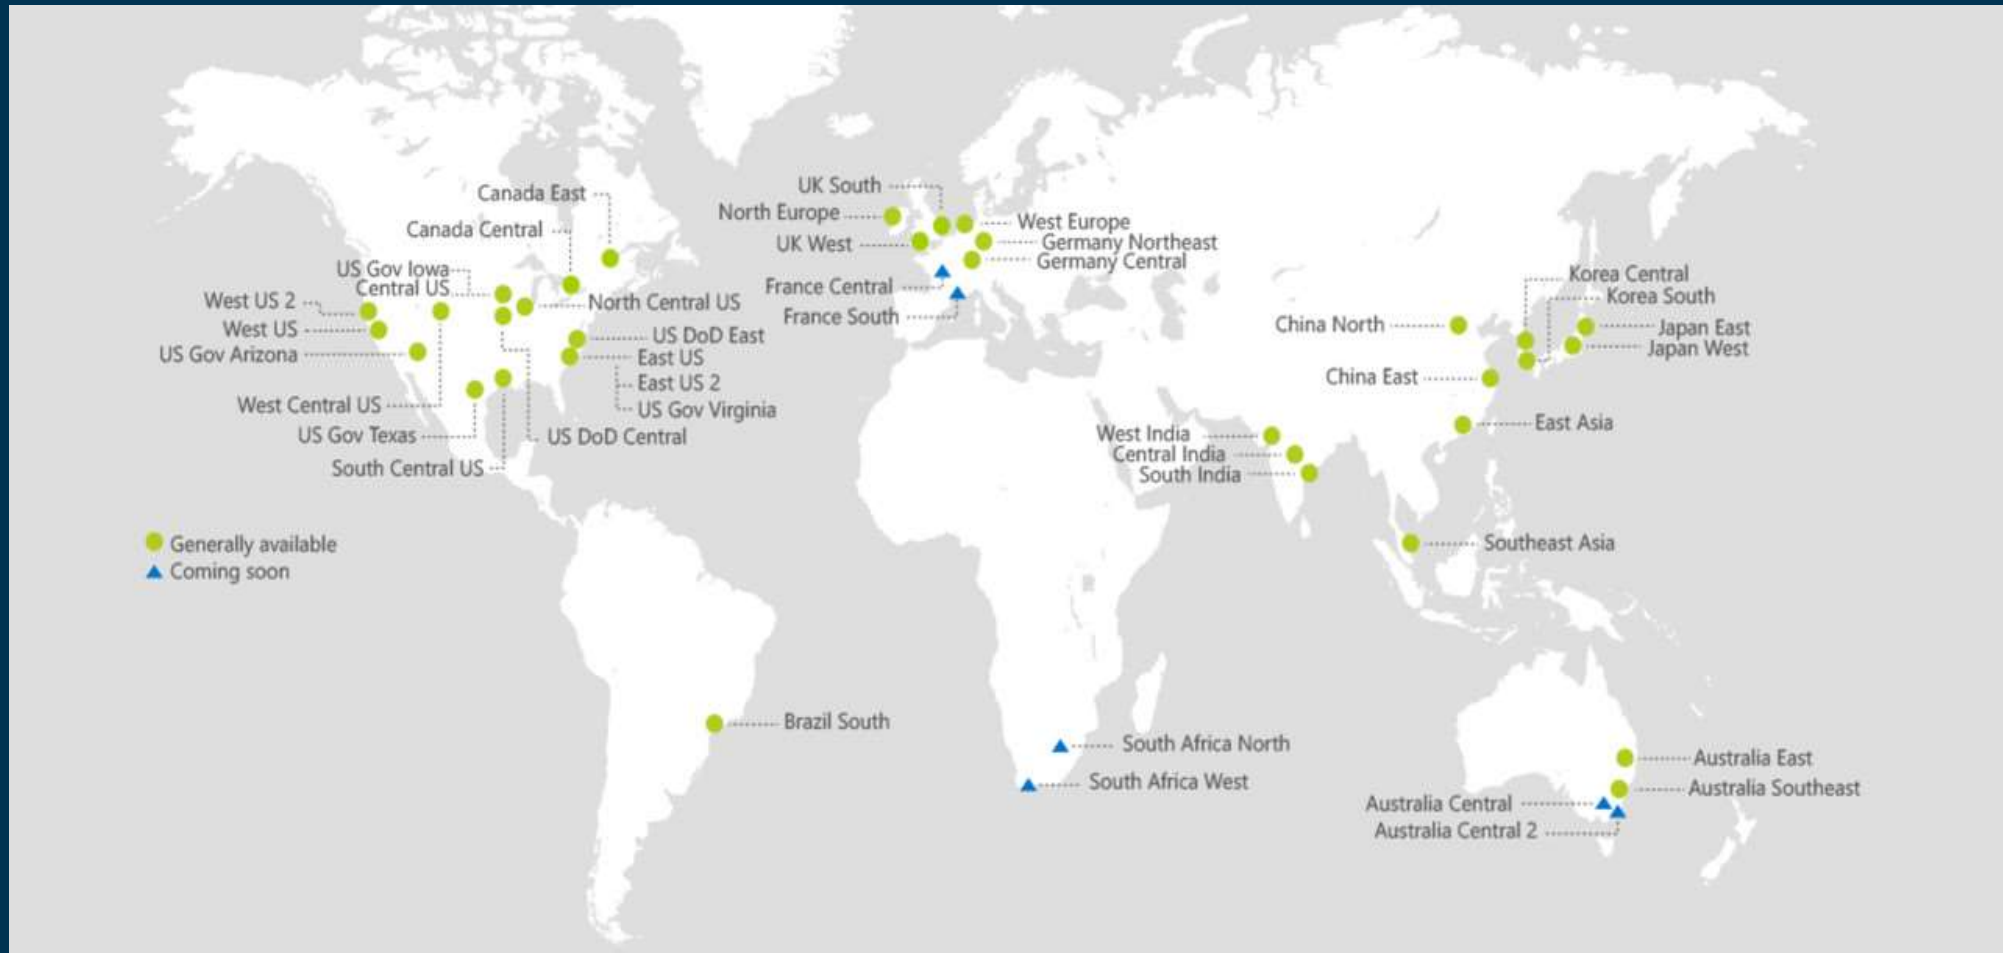 Canada East
Canada Central
US Gov Iowa
Central US
West US 2
West US
US Gov Arizona
West Central US
US Gov Texas
South Central US
North Central US
US DoD East
East US
East US 2
US Gov Virginia
US DoD Central
Generally available
Coming soon
Brazil South
UK South
North Europe
UK West
West Europe
Germany Northeast
Germany Central
France Central
France South
South Africa North
South Africa West
West India
Central India
South India
China North
China East
Korea Central
Korea South
Japan East
Japan West
East Asia
Southeast Asia
Australia East
Australia Southeast
Australia Central
Australia Central 2